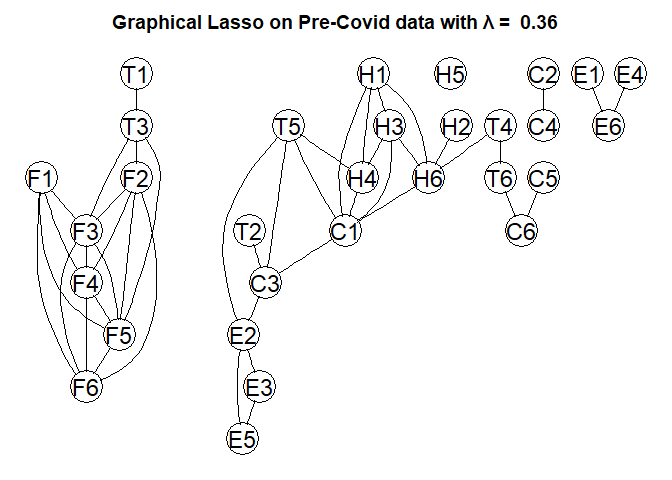 Graphical Lasso on Pre-Covid data with λ = 0.36
T1 H1 H5 C2 E1 E4
T3 T5 H3 H2 T4 C4 E6
F1 F2 H4 H6 T6 C5
F3 T2 C1 C6
F4 C3
F5 E2
F6 E3
E5